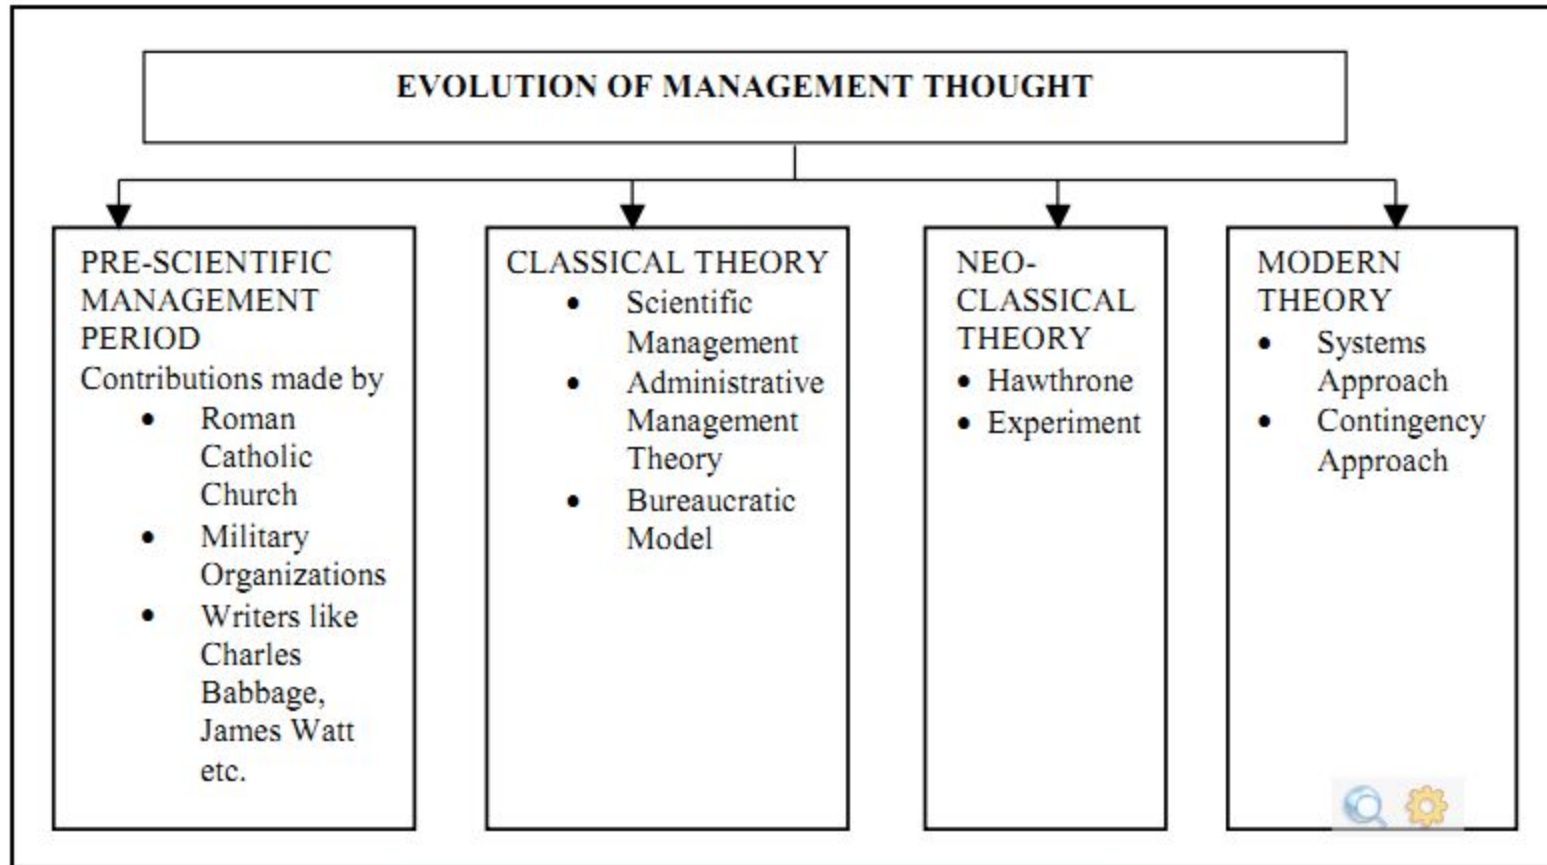 EVOLUTION OF MANAGEMENT THOUGHT
PRE-SCIENTIFIC
MANAGEMENT
PERIOD
Contributions made by
• Roman
Catholic
Church
• Military
Organizations
• Writers like
Charles
Babbage,
James Watt
etc.
CLASSICAL THEORY
• Scientific
Management
• Administrative
Management
Theory
• Bureaucratic
Model
NEO-
CLASSICAL
THEORY
• Hawthrone
• Experiment
MODERN
THEORY
• Systems
Approach
• Contingency
Approach